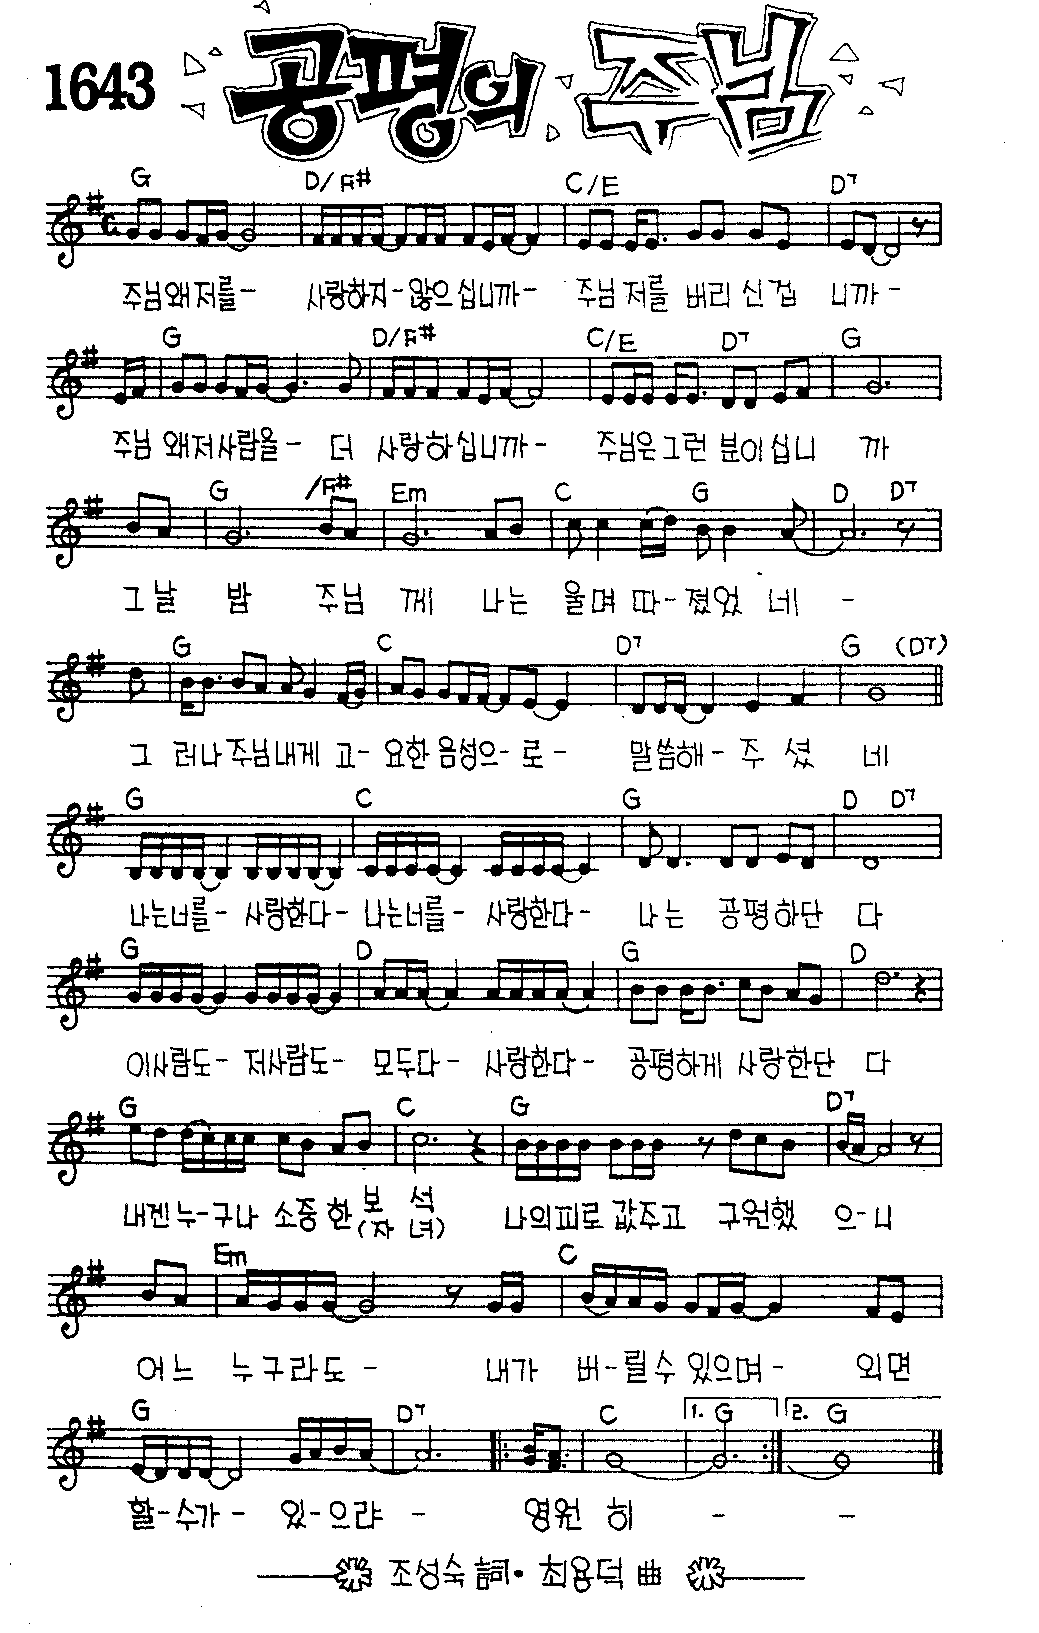 1643 공평의 주님
G D/F# C/E D7
주님왜저를- 사랑하지-않으십니까- 주님저를 버리신겁 니까-
G D/F# C/E D7 G
주님 왜저사람을- 더 사랑하십니까- 주님은그런 분이십니 까
G /F# Em C G D D7
그날 밤 주님 께 나는 울며 따-졌었 네 -
G C D7 G (D7)
그 러나주님내게 고-요한음성으-로- 말씀해-주 셨 네
G C G D D7
나는너를- 사랑한다- 나는너를- 사랑한다- 나는 공평하단 다
G D G D
이사람도- 저사람도- 모두다- 사랑한다- 공평하게 사랑한단 다
G C G D7
내겐누-구나 소중한보 석 나의피로값주고 구원했 으-니
(자 녀)
Em C
어느 누구라도- 내가 버-릴수있으며- 외면
G D7 C 1. G 2. G
할-수가- 있-으랴- 영원 히 - -
조성숙 詞• 최용덕 曲